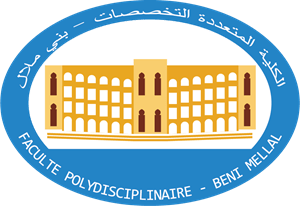 الكلية المتعددة التخصصات - بني ملال
FACULTE POLYDISCIPLINAIRE - BENI MELLAL